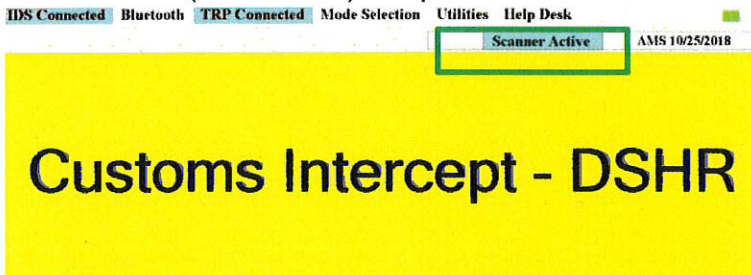 IDS Connected Bluetooth TRP Connected Mode Selection Utilities Help Desk
Scanner Active AMS 10/25/2018
Customs Intercept - DSHR